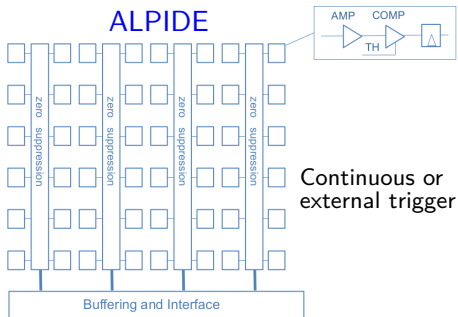 ALPIDE
AMP
COMP
TH
zero suppression
zero suppression
zero suppression
zero suppression
Continuous or
external trigger
Buffering and Interface